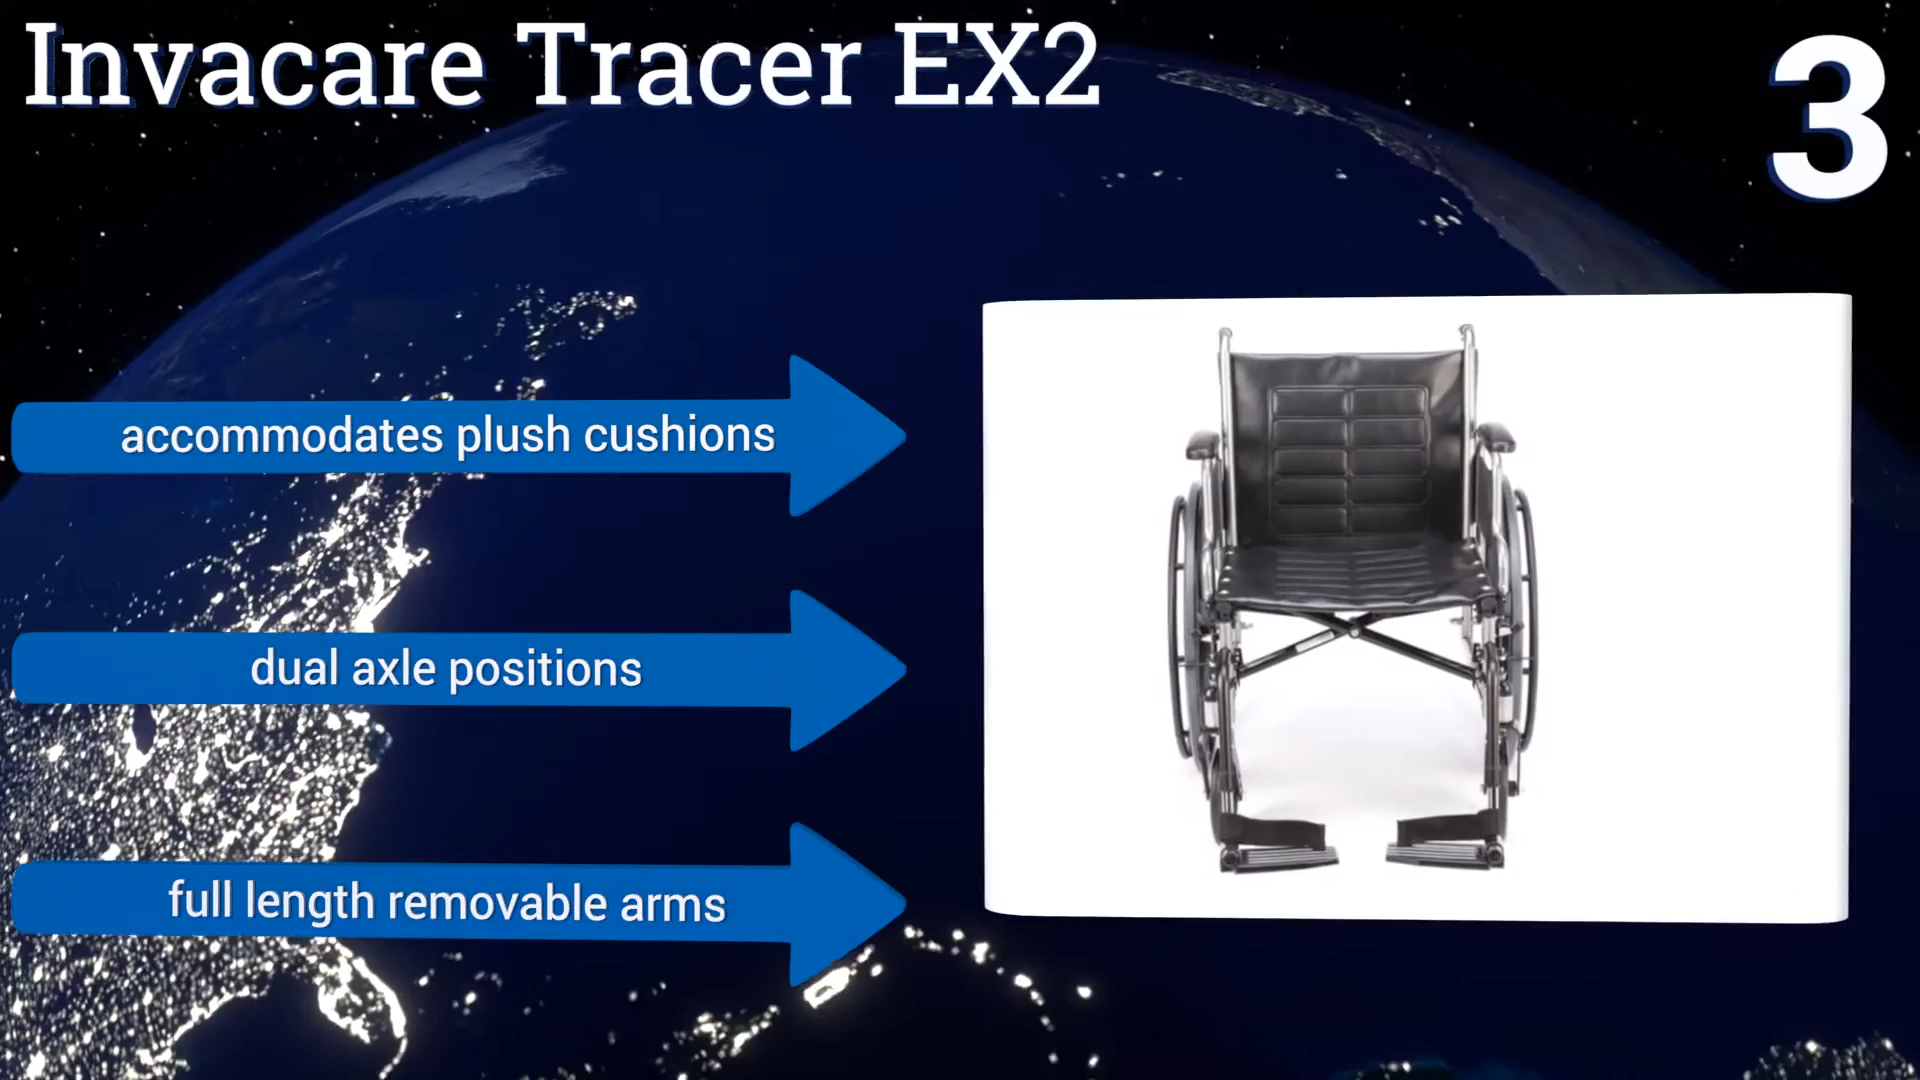 Invacare Tracer EX2
3
accommodates plush cushions
dual axle positions
full length removable arms